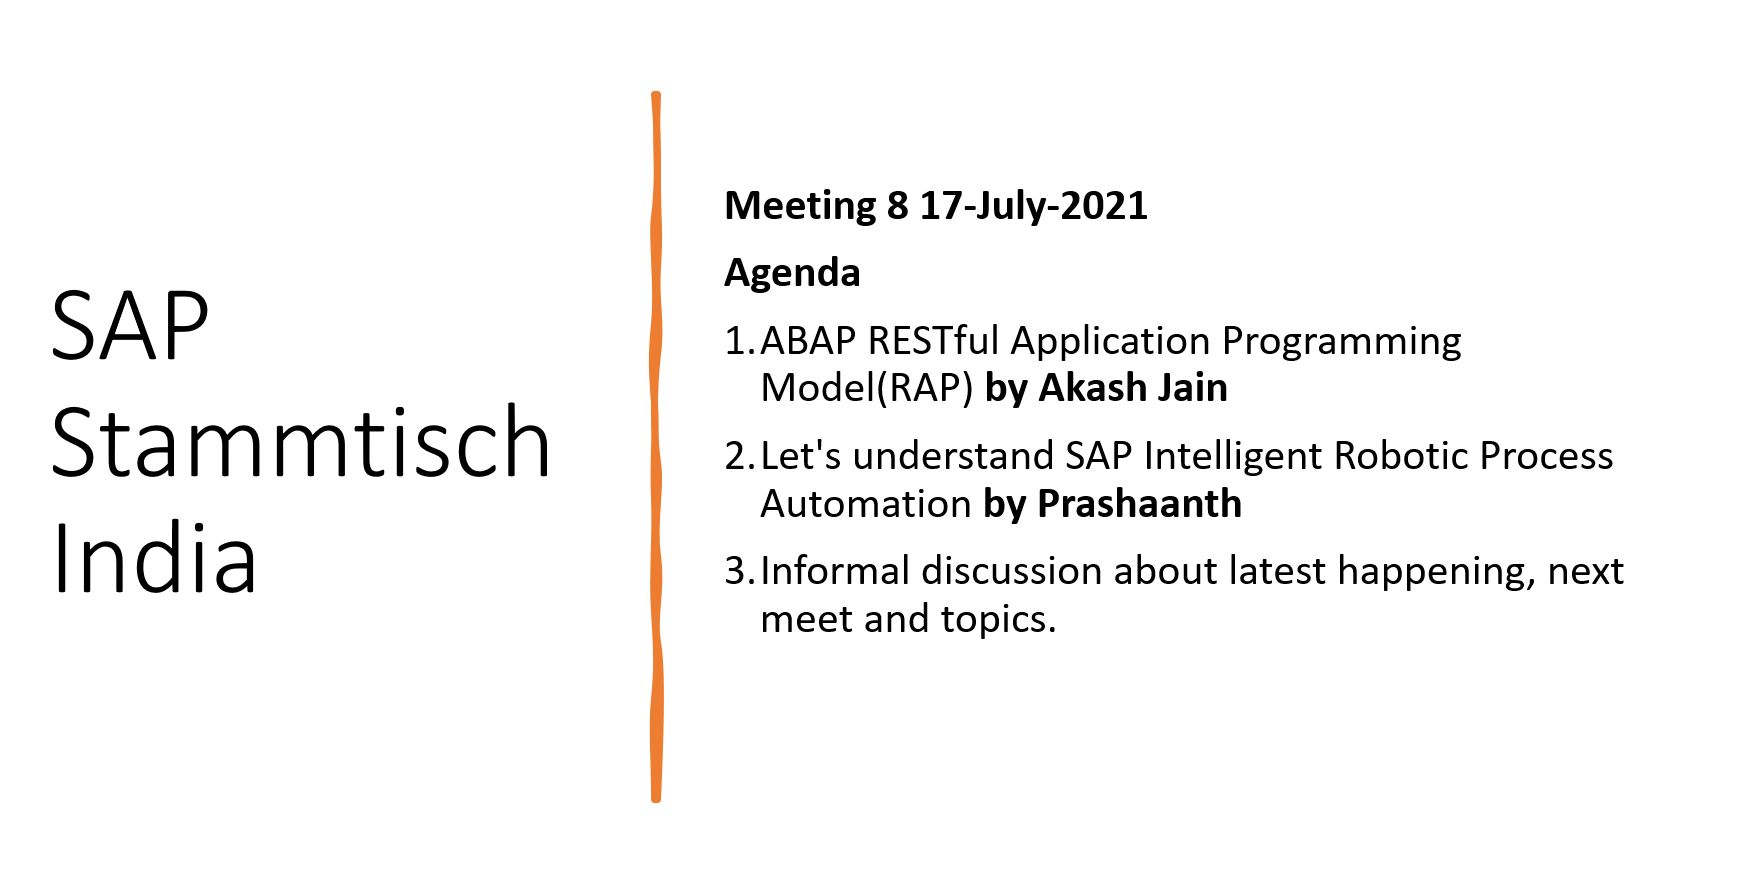 SAP
Stammtisch
India
Meeting 8 17-July-2021
Agenda
1. ABAP RESTful Application Programming
Model(RAP) by Akash Jain
2. Let's understand SAP Intelligent Robotic Process
Automation by Prashaanth
3. Informal discussion about latest happening, next
meet and topics.